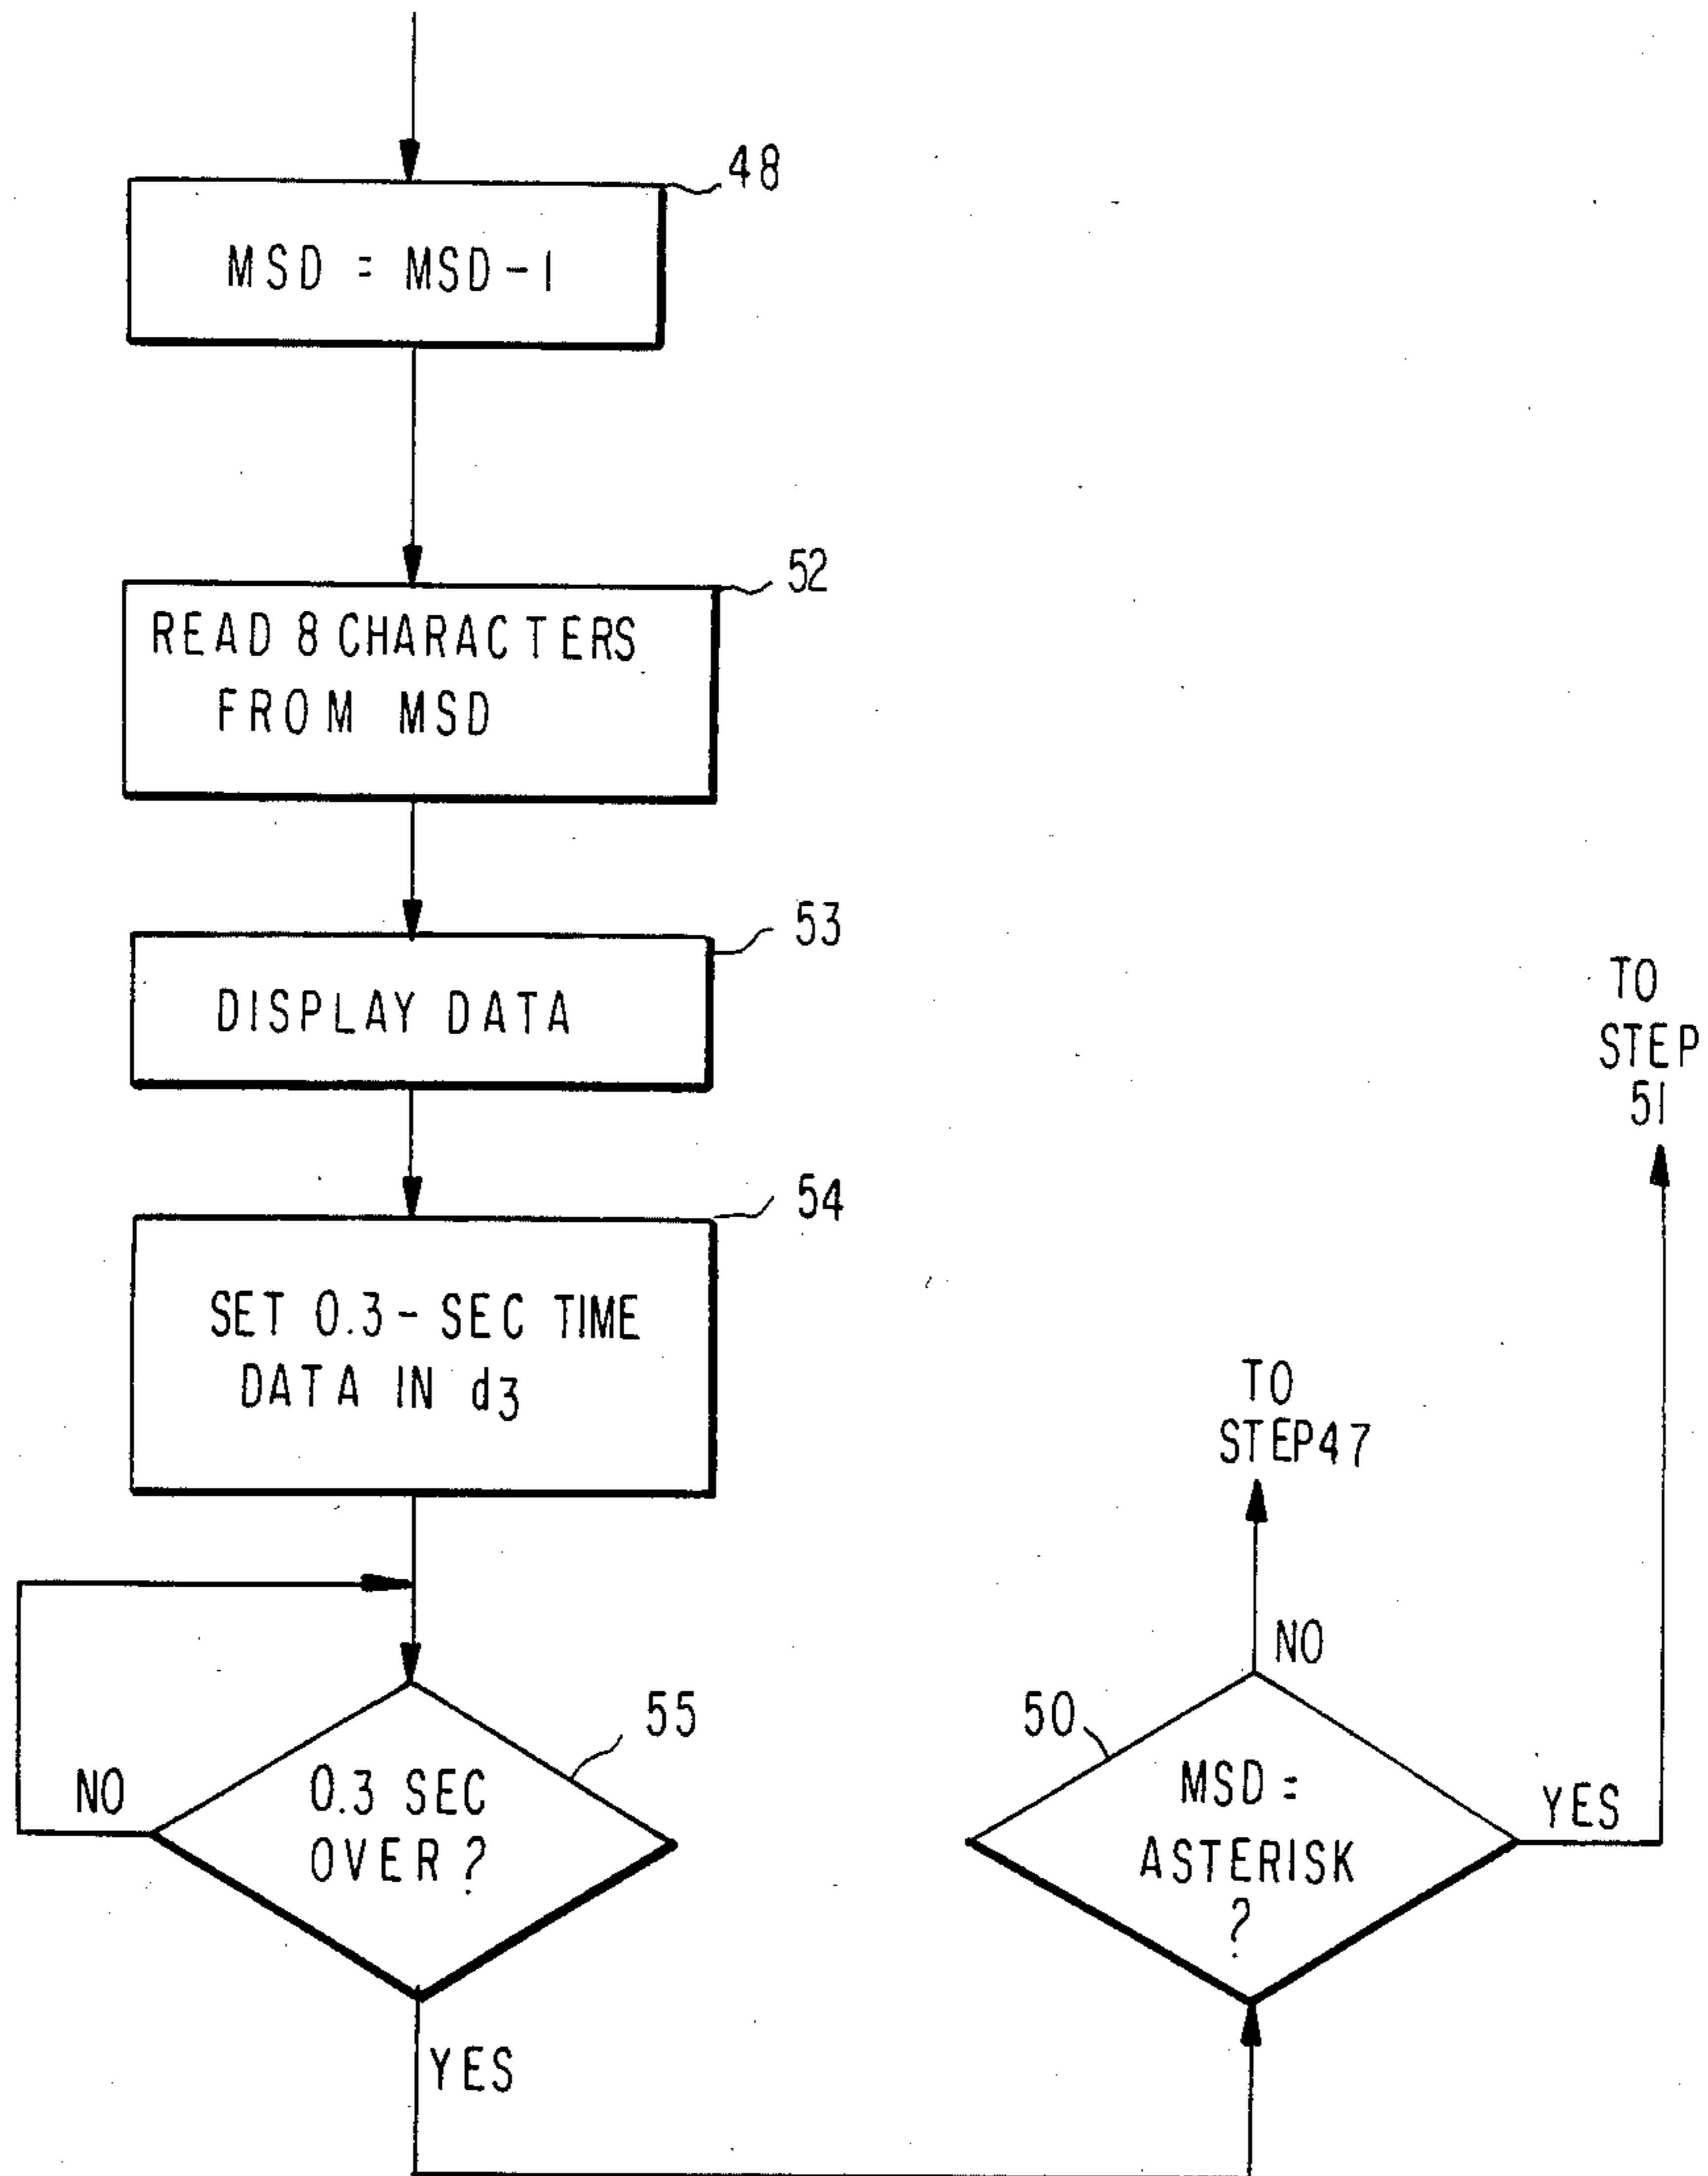 48
MSD = MSD-1
52
READ 8 CHARACTERS
FROM MSD
53
DISPLAY DATA
54
SET 0.3-SEC TIME
DATA IN d3
55
0.3 SEC
OVER?
NO
YES
50
MSD =
ASTERISK
?
NO
TO
STEP47
YES
TO
STEP
51